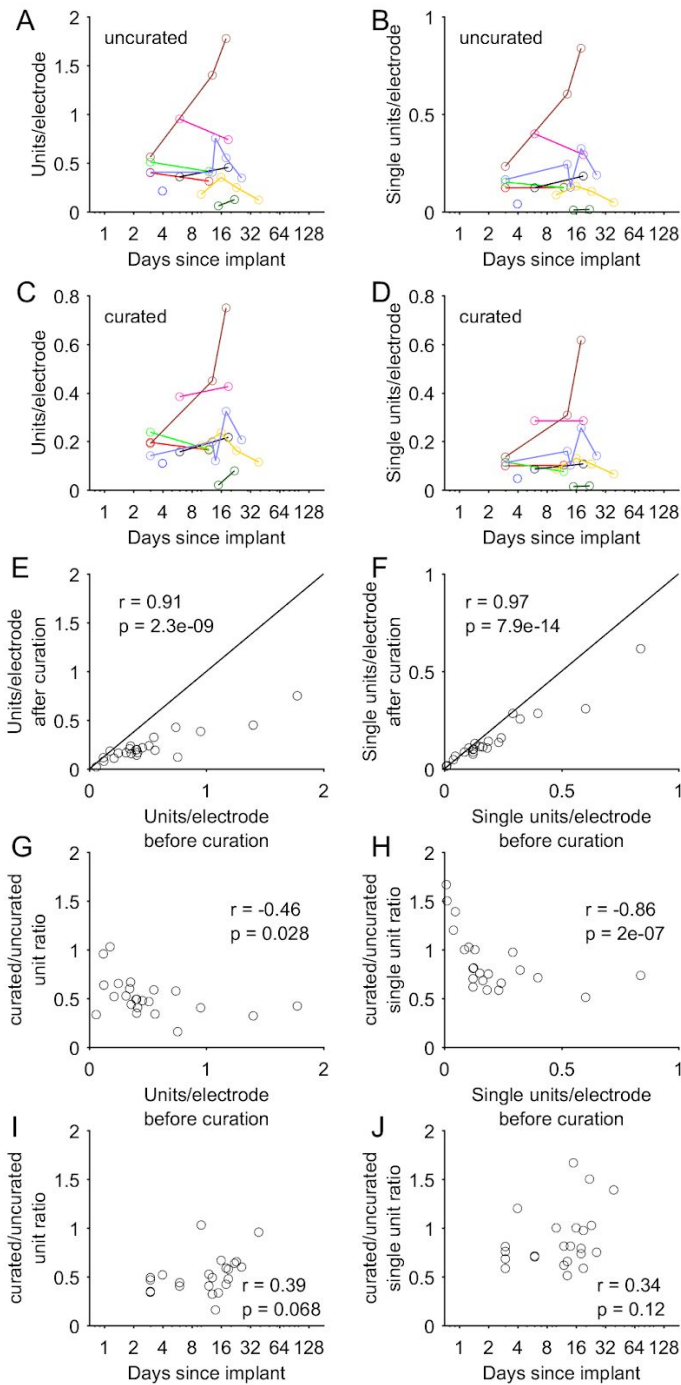 A
uncurated
Units/electrode
2
1.5
1
0.5
0
1 2 4 8 16 32 64 128
Days since implant
B
uncurated
Single units/electrode
1
0.5
0
1 2 4 8 16 32 64 128
Days since implant
C
curated
Units/electrode
0.8
0.6
0.4
0.2
0
1 2 4 8 16 32 64 128
Days since implant
D
curated
Single units/electrode
0.8
0.6
0.4
0.2
0
1 2 4 8 16 32 64 128
Days since implant
E
r = 0.91
p = 2.3e-09
Units/electrode
after curation
2
1.5
1
0.5
0
0 1 2
Units/electrode
before curation
F
r = 0.97
p = 7.9e-14
Single units/electrode
after curation
1
0.5
0
0 0.5 1
Single units/electrode
before curation
G
r = -0.46
p = 0.028
curated/uncurated
unit ratio
2
1.5
1
0.5
0
0 1 2
Units/electrode
before curation
H
r = -0.86
p = 2e-07
curated/uncurated
single unit ratio
2
1.5
1
0.5
0
0 0.5 1
Single units/electrode
before curation
I
r = 0.39
p = 0.068
curated/uncurated
unit ratio
2
1.5
1
0.5
0
1 2 4 8 16 32 64 128
Days since implant
J
r = 0.34
p = 0.12
curated/uncurated
single unit ratio
2
1.5
1
0.5
0
1 2 4 8 16 32 64 128
Days since implant